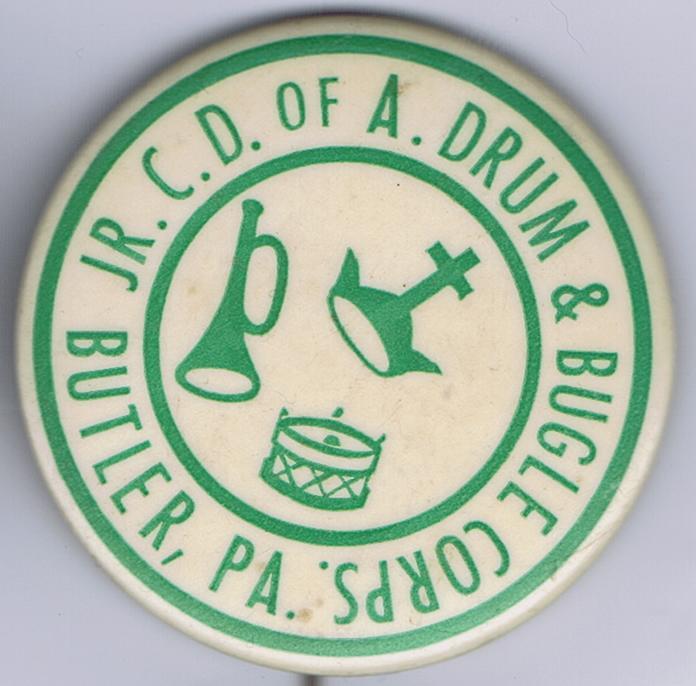 JR. C. D. OF A. DRUM & BUGLE CORPS.
BUTLER, PA.